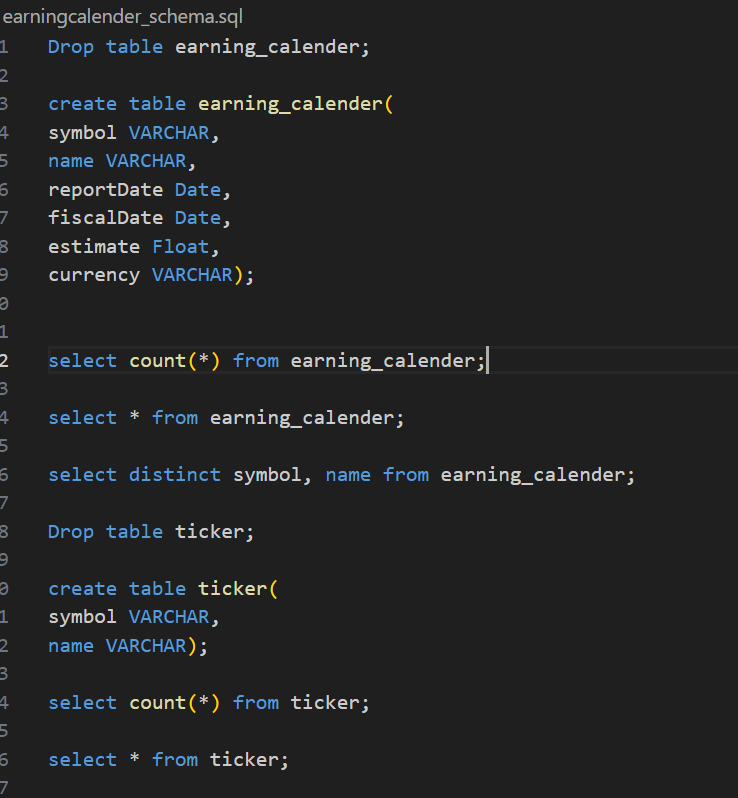 earningcalender_schema.sql
1 Drop table earning_calender;
2
3 create table earning_calender(
4 symbol VARCHAR,
5 name VARCHAR,
6 reportDate Date,
7 fiscalDate Date,
8 estimate Float,
9 currency VARCHAR);
0
1
2 select count(*) from earning_calender;
3
4 select * from earning_calender;
5
6 select distinct symbol, name from earning_calender;
7
8 Drop table ticker;
9
0 create table ticker(
1 symbol VARCHAR,
2 name VARCHAR);
3
4 select count(*) from ticker;
5
6 select * from ticker;
7